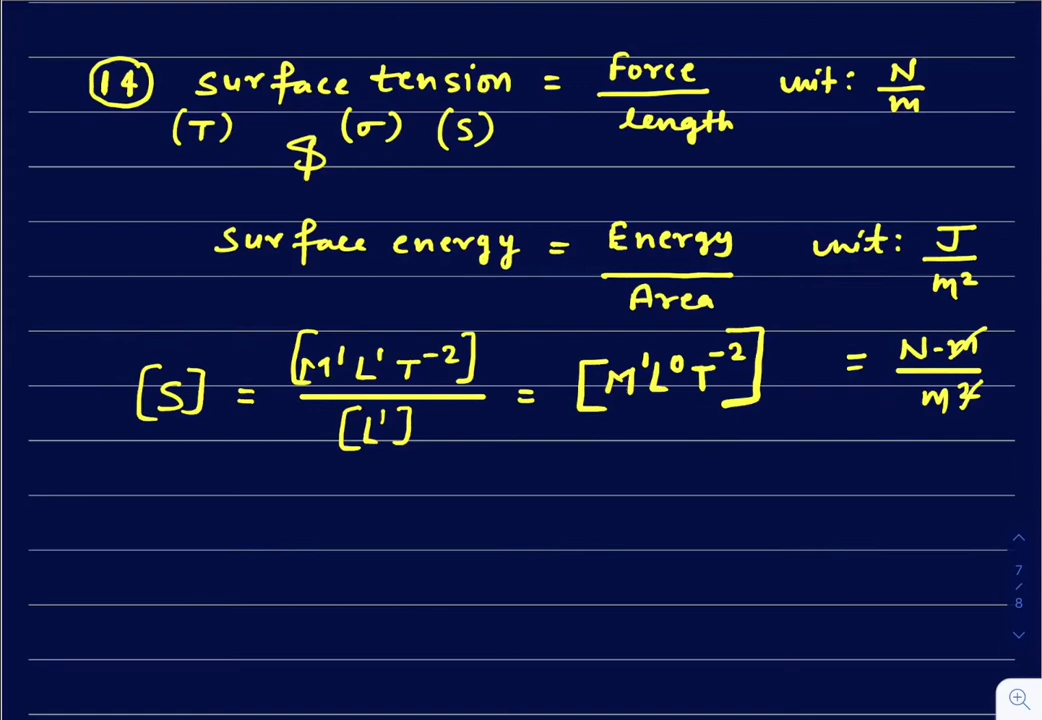 (14) Surface tension = Force / length unit: N/m
(T) $ (σ) (S)
Surface energy = Energy / Area unit: J/m²
[S] = [M¹L¹T⁻²] / [L¹] = [M¹L⁰T⁻²] = N-m / m²
7
/
8